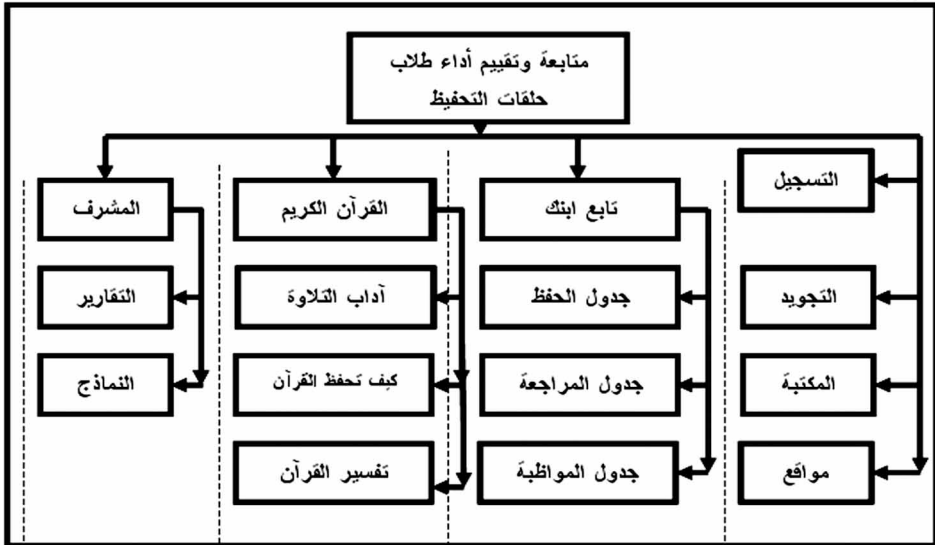 متابعة وتقييم أداء طلاب
حلقات التحفيظ
التسجيل
التجويد
المكتبة
مواقع
تابع ابنك
جدول الحفظ
جدول المراجعة
جدول المواظبة
القرآن الكريم
آداب التلاوة
كيف تحفظ القرآن
تفسير القرآن
المشرف
التقارير
النماذج